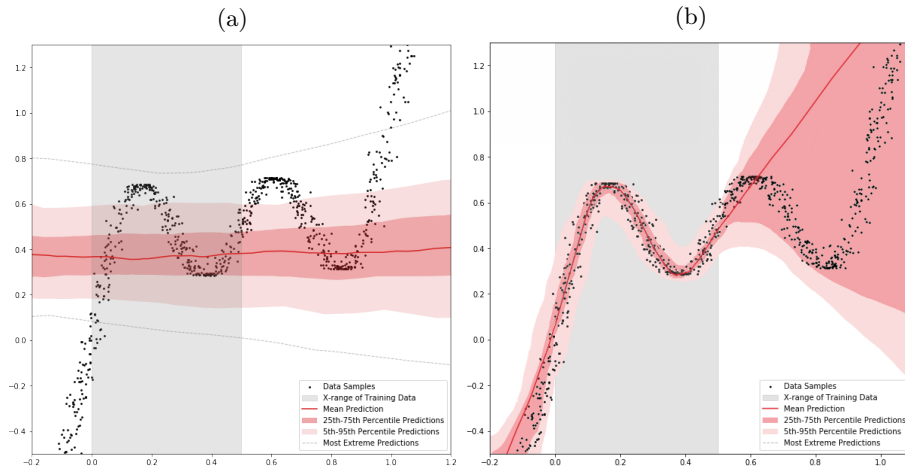 (a)
(b)
1.2
1.0
0.8
0.6
0.4
0.2
0.0
−0.2
−0.4
−0.2 0.0 0.2 0.4 0.6 0.8 1.0 1.2
Data Samples
X-range of Training Data
Mean Prediction
25th-75th Percentile Predictions
5th-95th Percentile Predictions
Most Extreme Predictions
1.2
1.0
0.8
0.6
0.4
0.2
0.0
−0.2
−0.4
−0.2 0.0 0.2 0.4 0.6 0.8 1.0
Data Samples
X-range of Training Data
Mean Prediction
25th-75th Percentile Predictions
5th-95th Percentile Predictions
Most Extreme Predictions